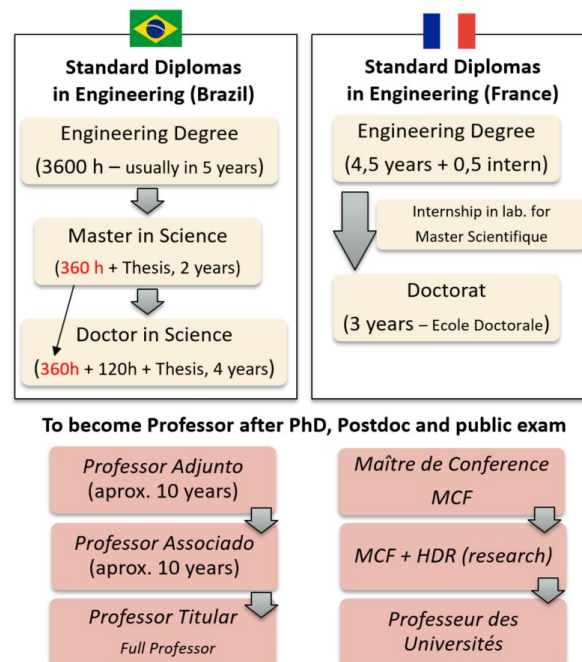 Standard Diplomas
in Engineering (Brazil)
Engineering Degree
(3600 h – usually in 5 years)
Master in Science
(360 h + Thesis, 2 years)
Doctor in Science
(360h + 120h + Thesis, 4 years)
Standard Diplomas
in Engineering (France)
Engineering Degree
(4,5 years + 0,5 intern)
Internship in lab. for
Master Scientifique
Doctorat
(3 years – Ecole Doctorale)
To become Professor after PhD, Postdoc and public exam
Professor Adjunto
(aprox. 10 years)
Professor Associado
(aprox. 10 years)
Professor Titular
Full Professor
Maître de Conference
MCF
MCF + HDR (research)
Professeur des
Universités